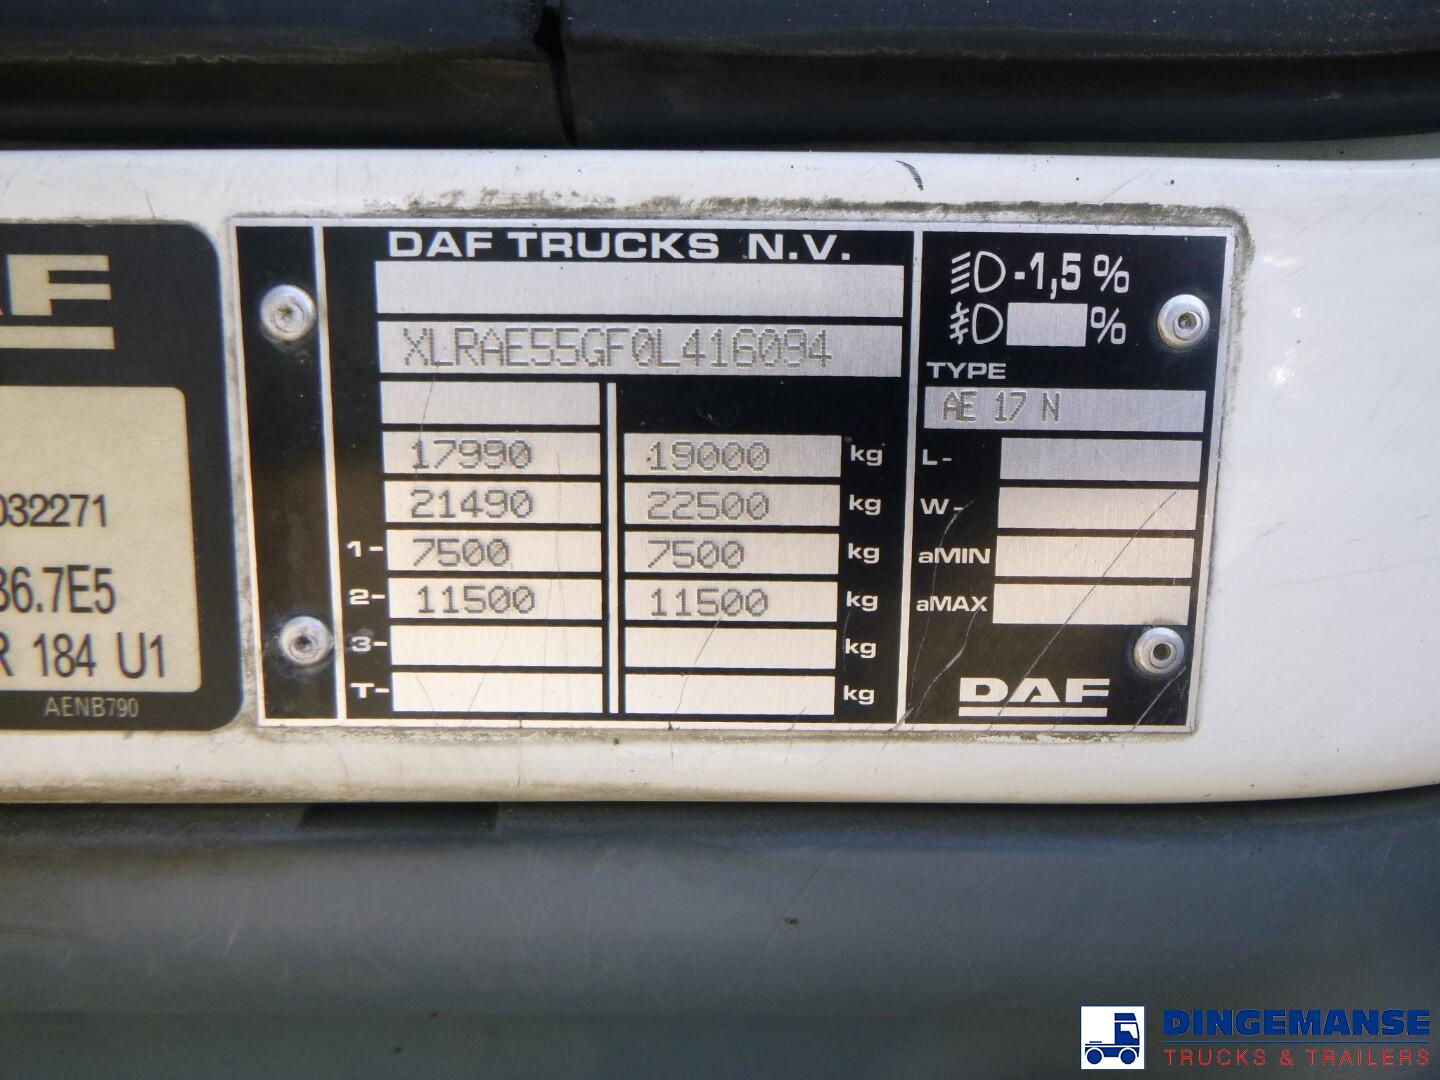 DAF TRUCKS N.V.
XLRAE55GF0L416094
17990 19000 kg
21490 22500 kg
1- 7500 7500 kg
2- 11500 11500 kg
3- kg
T- kg
-1,5 %
%
TYPE
AE 17 N
L-
W-
aMIN
aMAX
DAF
032271
36.7E5
R 184 U1
AENB790
DINGEMANSE
TRUCKS & TRAILERS